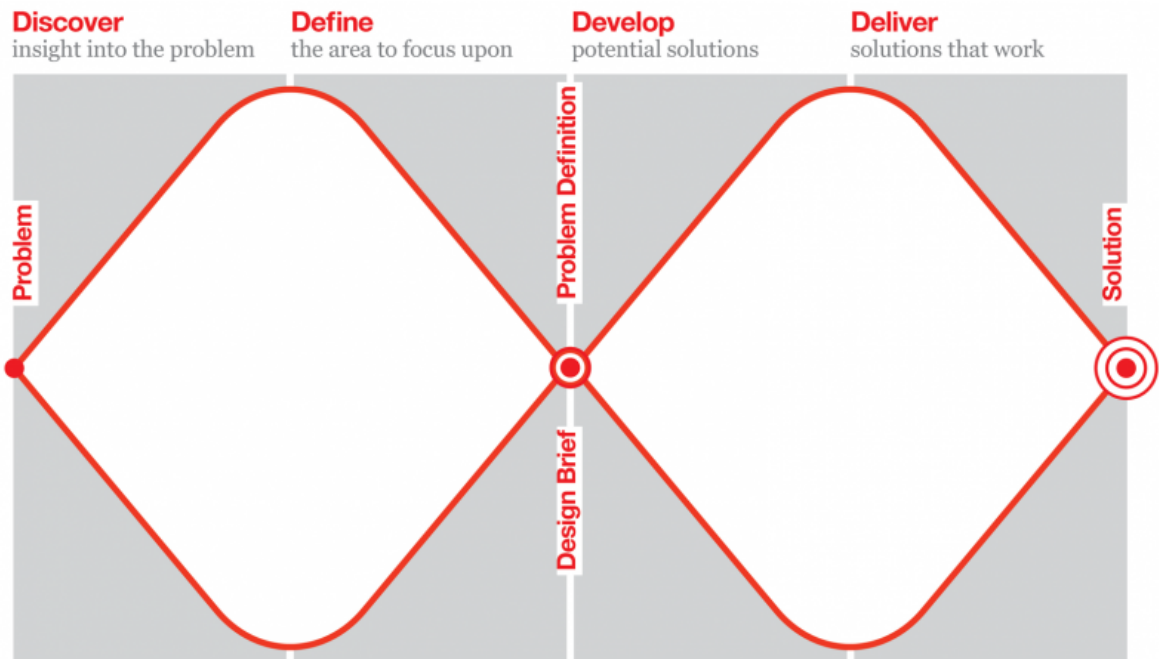 Discover
insight into the problem
Define
the area to focus upon
Develop
potential solutions
Deliver
solutions that work
Problem
Problem Definition
Design Brief
Solution